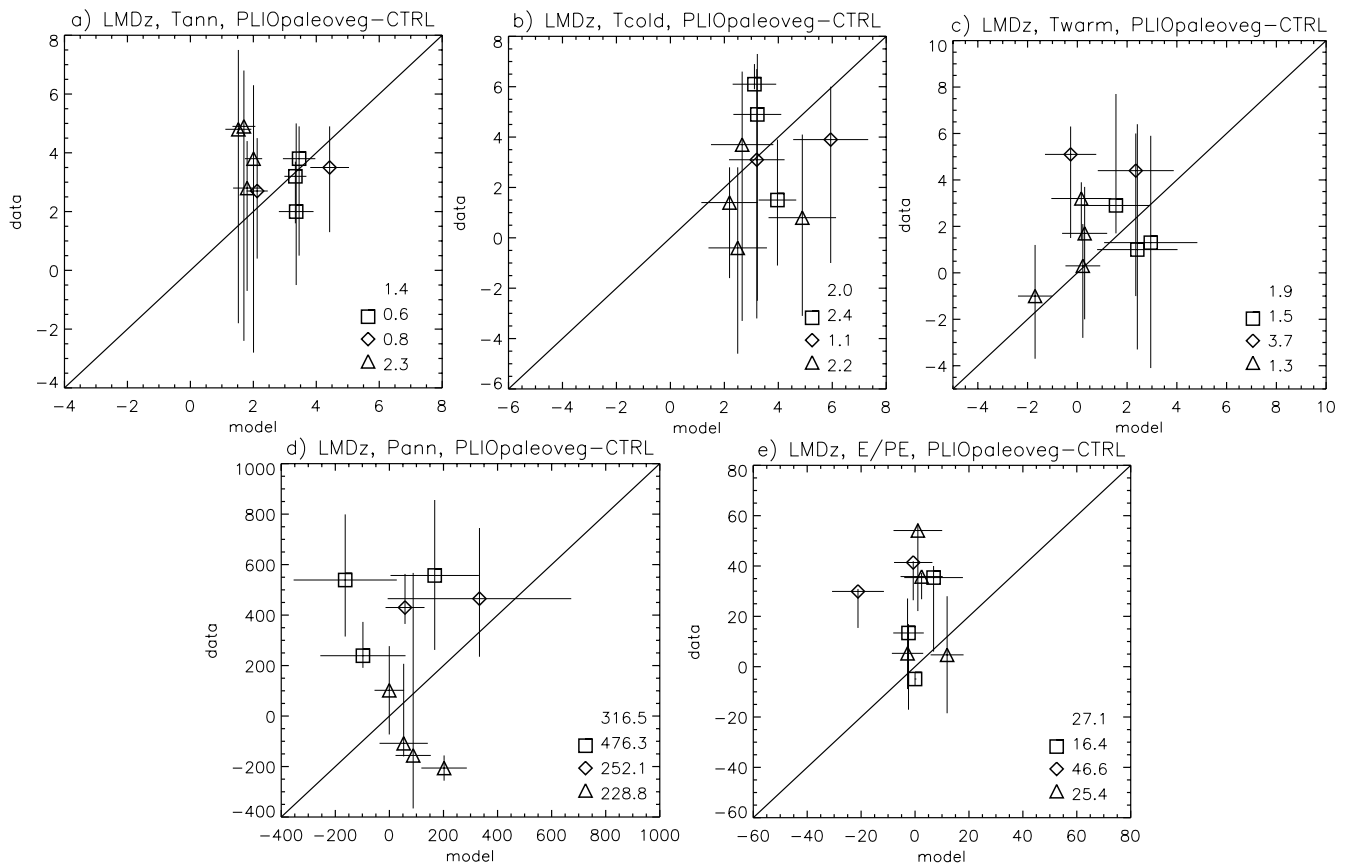 a) LMDz, Tann, PLIOpaleoveg−CTRL
8
6
4
2
0
−2
−4
data
1.4
0.6
0.8
2.3
−4 −2 0 2 4 6 8
model
b) LMDz, Tcold, PLIOpaleoveg−CTRL
8
6
4
2
0
−2
−4
−6
data
2.0
2.4
1.1
2.2
−6 −4 −2 0 2 4 6 8
model
c) LMDz, Twarm, PLIOpaleoveg−CTRL
10
8
6
4
2
0
−2
−4
data
1.9
1.5
3.7
1.3
−4 −2 0 2 4 6 8 10
model
d) LMDz, Pann, PLIOpaleoveg−CTRL
1000
800
600
400
200
0
−200
−400
data
316.5
476.3
252.1
228.8
−400 −200 0 200 400 600 800 1000
model
e) LMDz, E/PE, PLIOpaleoveg−CTRL
80
60
40
20
0
−20
−40
−60
data
27.1
16.4
46.6
25.4
−60 −40 −20 0 20 40 60 80
model